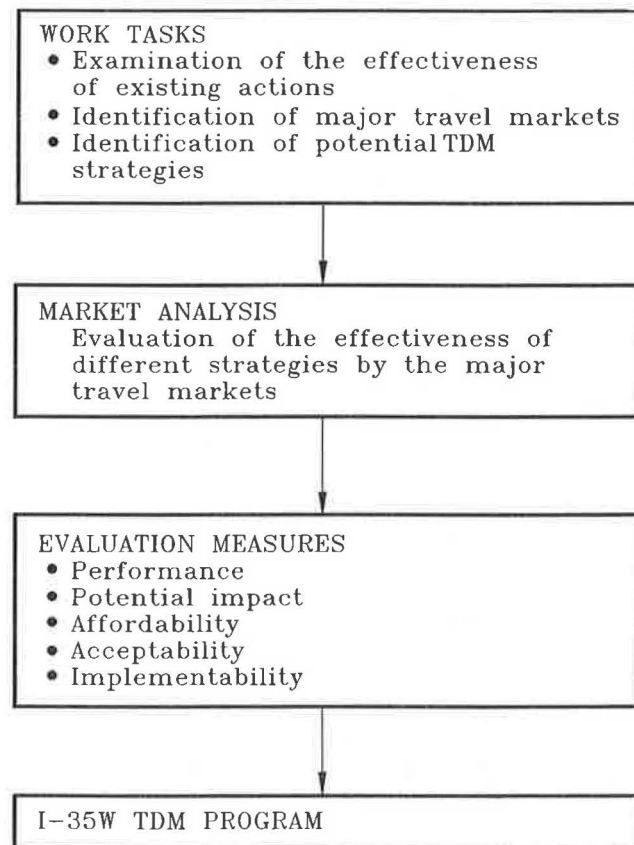 WORK TASKS
• Examination of the effectiveness
of existing actions
• Identification of major travel markets
• Identification of potential TDM
strategies
MARKET ANALYSIS
Evaluation of the effectiveness of
different strategies by the major
travel markets
EVALUATION MEASURES
• Performance
• Potential impact
• Affordability
• Acceptability
• Implementability
I-35W TDM PROGRAM